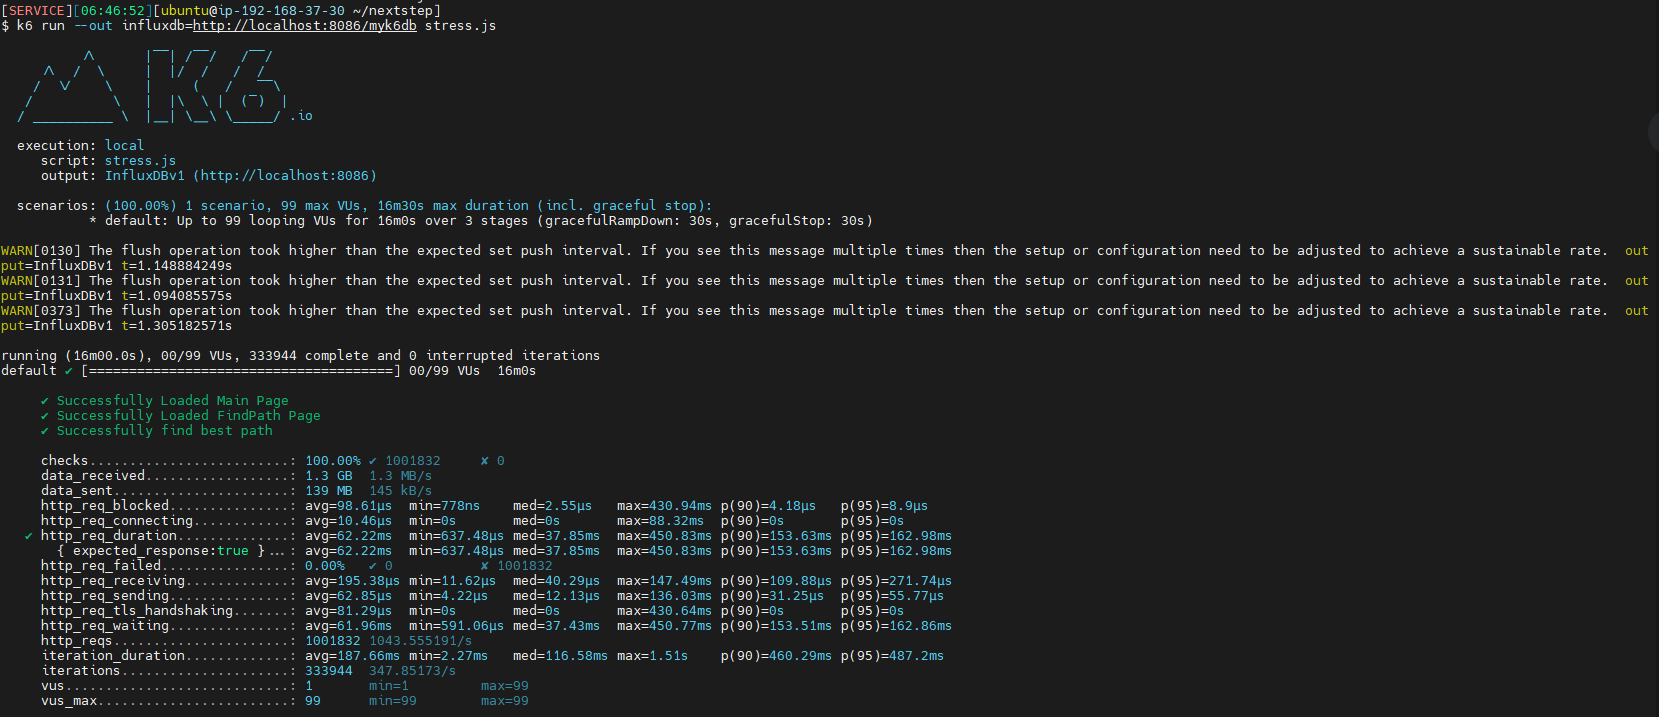 [SERVICE][06:46:52][ubuntu@ip-192-168-37-30 ~/nextstep]
$ k6 run --out influxdb=http://localhost:8086/myk6db stress.js
.io
execution: local
script: stress.js
output: InfluxDBv1 (http://localhost:8086)
scenarios: (100.00%) 1 scenario, 99 max VUs, 16m30s max duration (incl. graceful stop):
* default: Up to 99 looping VUs for 16m0s over 3 stages (gracefulRampDown: 30s, gracefulStop: 30s)
WARN[0130] The flush operation took higher than the expected set push interval. If you see this message multiple times then the setup or configuration need to be adjusted to achieve a sustainable rate.  out
put=InfluxDBv1 t=1.148884249s
WARN[0131] The flush operation took higher than the expected set push interval. If you see this message multiple times then the setup or configuration need to be adjusted to achieve a sustainable rate.  out
put=InfluxDBv1 t=1.094085575s
WARN[0373] The flush operation took higher than the expected set push interval. If you see this message multiple times then the setup or configuration need to be adjusted to achieve a sustainable rate.  out
put=InfluxDBv1 t=1.305182571s
running (16m00.0s), 00/99 VUs, 333944 complete and 0 interrupted iterations
default ✔ [======================================] 00/99 VUs  16m0s
✔ Successfully Loaded Main Page
✔ Successfully Loaded FindPath Page
✔ Successfully find best path
checks.........................: 100.00% ✔ 1001832     ✘ 0
data_received..................: 1.3 GB  1.3 MB/s
data_sent......................: 139 MB  145 kB/s
http_req_blocked...............: avg=98.61µs  min=778ns    med=2.55µs   max=430.94ms p(90)=4.18µs   p(95)=8.9µs
http_req_connecting............: avg=10.46µs  min=0s       med=0s       max=88.32ms  p(90)=0s       p(95)=0s
✔ http_req_duration..............: avg=62.22ms  min=637.48µs med=37.85ms  max=450.83ms p(90)=153.63ms p(95)=162.98ms
{ expected_response:true }...: avg=62.22ms  min=637.48µs med=37.85ms  max=450.83ms p(90)=153.63ms p(95)=162.98ms
http_req_failed................: 0.00%   ✔ 0           ✘ 1001832
http_req_receiving.............: avg=195.38µs min=11.62µs  med=40.29µs  max=147.49ms p(90)=109.88µs p(95)=271.74µs
http_req_sending...............: avg=62.85µs  min=4.22µs   med=12.13µs  max=136.03ms p(90)=31.25µs  p(95)=55.77µs
http_req_tls_handshaking.......: avg=81.29µs  min=0s       med=0s       max=430.64ms p(90)=0s       p(95)=0s
http_req_waiting...............: avg=61.96ms  min=591.06µs med=37.43ms  max=450.77ms p(90)=153.51ms p(95)=162.86ms
http_reqs......................: 1001832 1043.555191/s
iteration_duration.............: avg=187.66ms min=2.27ms   med=116.58ms max=1.51s    p(90)=460.29ms p(95)=487.2ms
iterations.....................: 333944  347.85173/s
vus............................: 1       min=1         max=99
vus_max........................: 99      min=99        max=99